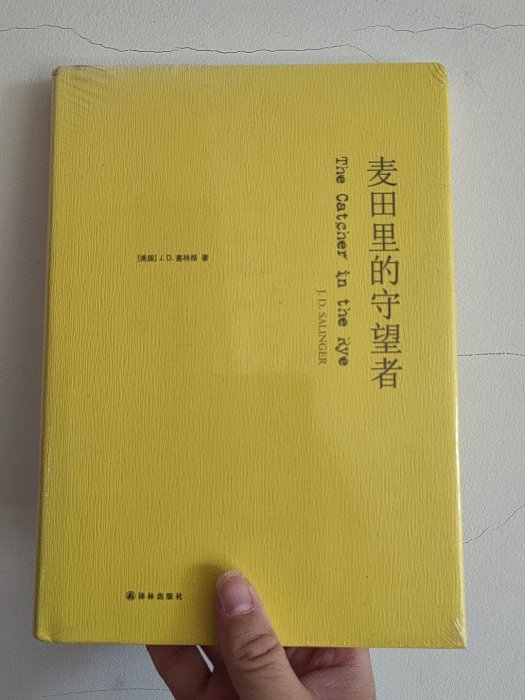 麦田里的守望者
The Catcher in the Rye
J. D. SALINGER
[美国] J. D. 塞林格 著
译林出版社